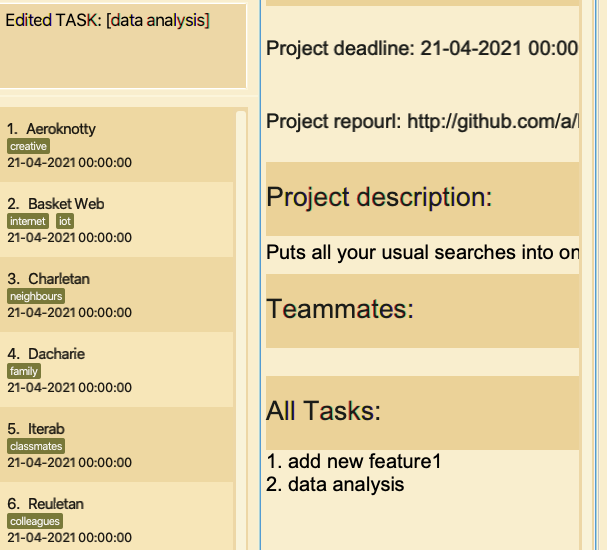 Edited TASK: [data analysis]
1. Aeroknotty
creative
21-04-2021 00:00:00
2. Basket Web
internet iot
21-04-2021 00:00:00
3. Charletan
neighbours
21-04-2021 00:00:00
4. Dacharie
family
21-04-2021 00:00:00
5. Iterab
classmates
21-04-2021 00:00:00
6. Reuletan
colleagues
21-04-2021 00:00:00
Project deadline: 21-04-2021 00:00
Project repourl: http://github.com/a/
Project description:
Puts all your usual searches into on
Teammates:
All Tasks:
1. add new feature1
2. data analysis